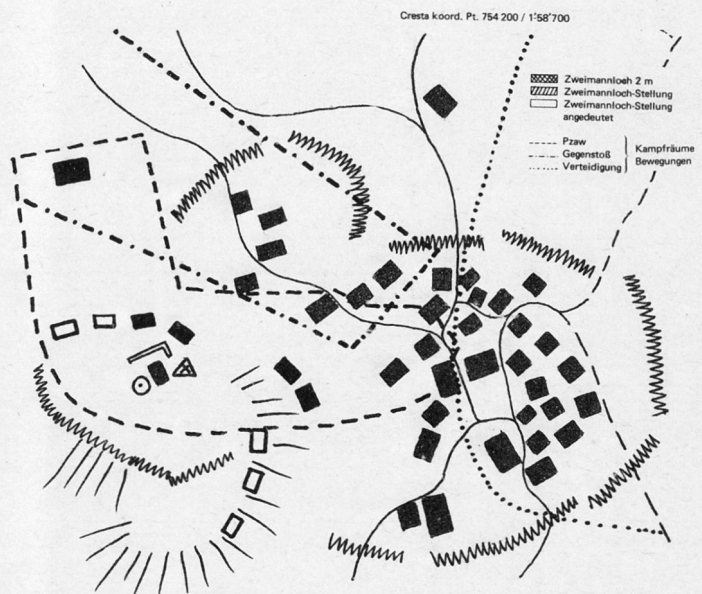 Cresta koord. Pt. 754 200 / 1'58'700
Zweimannloch 2 m
Zweimannloch-Stellung
Zweimannloch-Stellung
angedeutet
Pzaw
Gegenstoß
Verteidigung
Kampfräume
Bewegungen